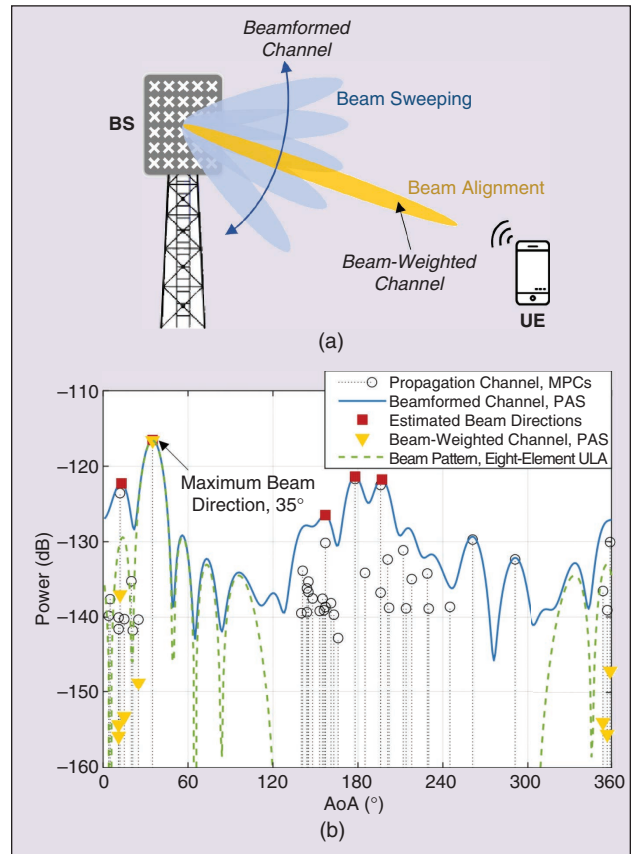 (a)
Beamformed
Channel
BS
Beam Sweeping
Beam Alignment
Beam-Weighted
Channel
UE
(a)
−110
−120
−130
−140
−150
−160
Power (dB)
0
60
120
180
240
300
360
AoA (°)
Propagation Channel, MPCs
Beamformed Channel, PAS
Estimated Beam Directions
Beam-Weighted Channel, PAS
Beam Pattern, Eight-Element ULA
Maximum Beam
Direction, 35°
(b)